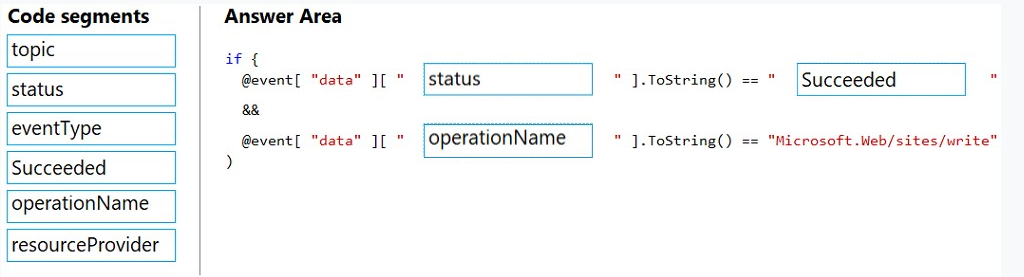 Code segments
topic
status
eventType
Succeeded
operationName
resourceProvider
Answer Area
if {
@event[ "data" ][ " status " ].ToString() == " Succeeded "
&&
@event[ "data" ][ " operationName " ].ToString() == "Microsoft.Web/sites/write"
)